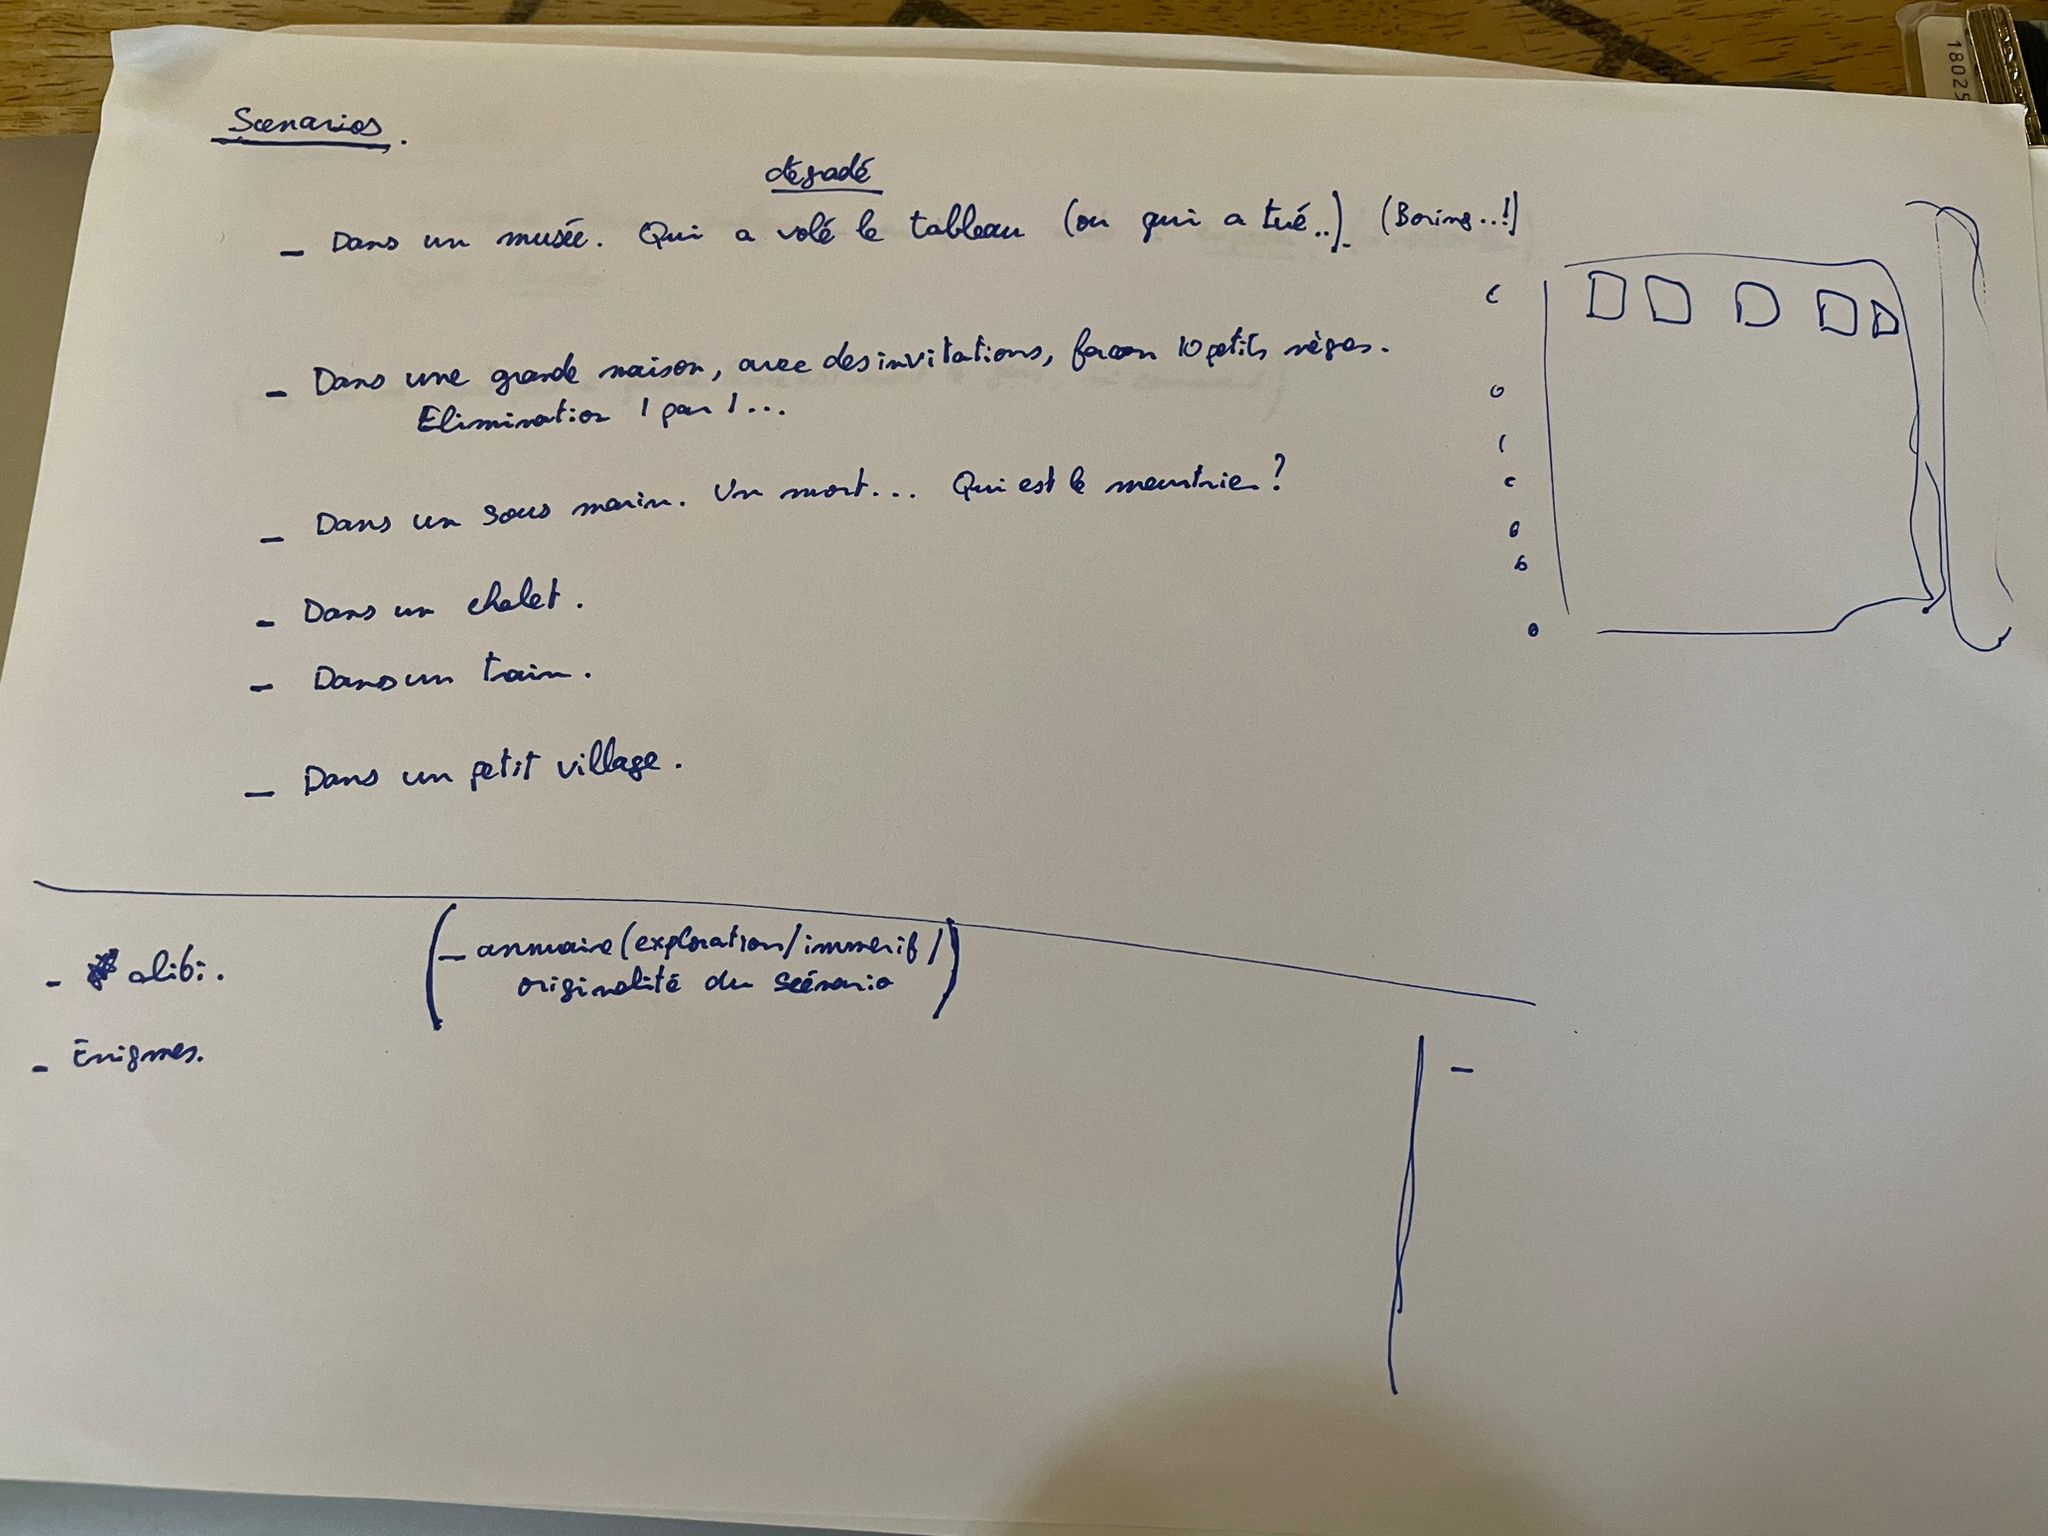 Scenarios.
dégradé
- Dans un musée. Qui a volé le tableau (ou qui a tué..). (Boring..!)
- Dans une grande maison, avec des invitations, façon 10 petits nègres.
Elimination 1 par 1...
- Dans un sous marin. Un mort... Qui est le meurtrier?
- Dans un chalet.
- Dans un train.
- Dans un petit village.
- alibi.
(- annuaire (exploration/immersif/
originalité du scénario)
- Énigmes.
-